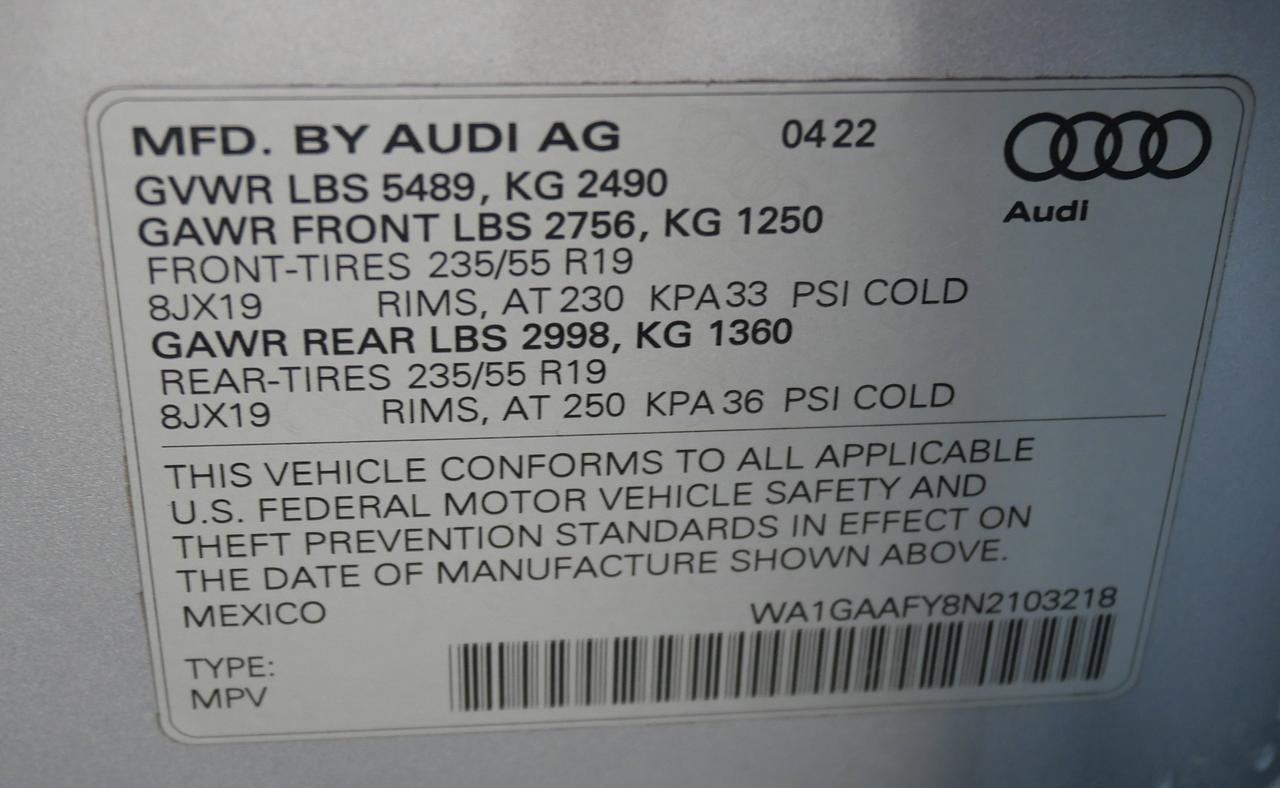 MFD. BY AUDI AG 04 22
Audi
GVWR LBS 5489, KG 2490
GAWR FRONT LBS 2756, KG 1250
FRONT-TIRES 235/55 R19
8JX19 RIMS, AT 230 KPA 33 PSI COLD
GAWR REAR LBS 2998, KG 1360
REAR-TIRES 235/55 R19
8JX19 RIMS, AT 250 KPA 36 PSI COLD
THIS VEHICLE CONFORMS TO ALL APPLICABLE
U.S. FEDERAL MOTOR VEHICLE SAFETY AND
THEFT PREVENTION STANDARDS IN EFFECT ON
THE DATE OF MANUFACTURE SHOWN ABOVE.
MEXICO WA1GAAFY8N2103218
TYPE:
MPV